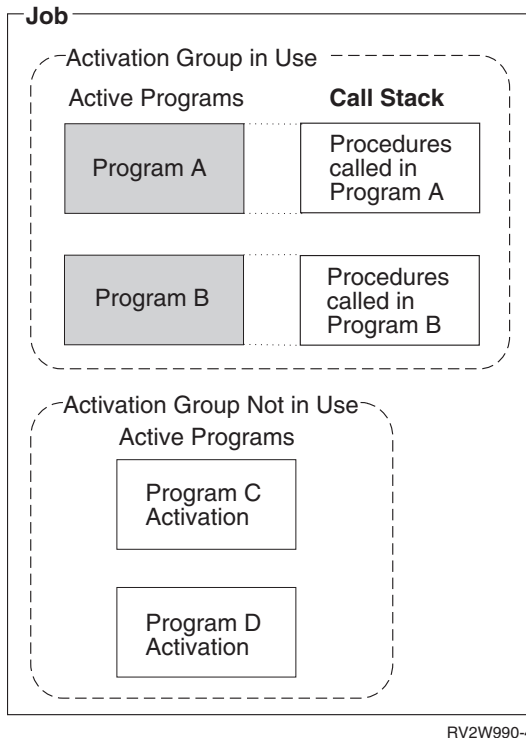 Job
Activation Group in Use
Active Programs Call Stack
Program A
Procedures
called in
Program A
Program B
Procedures
called in
Program B
Activation Group Not in Use
Active Programs
Program C
Activation
Program D
Activation